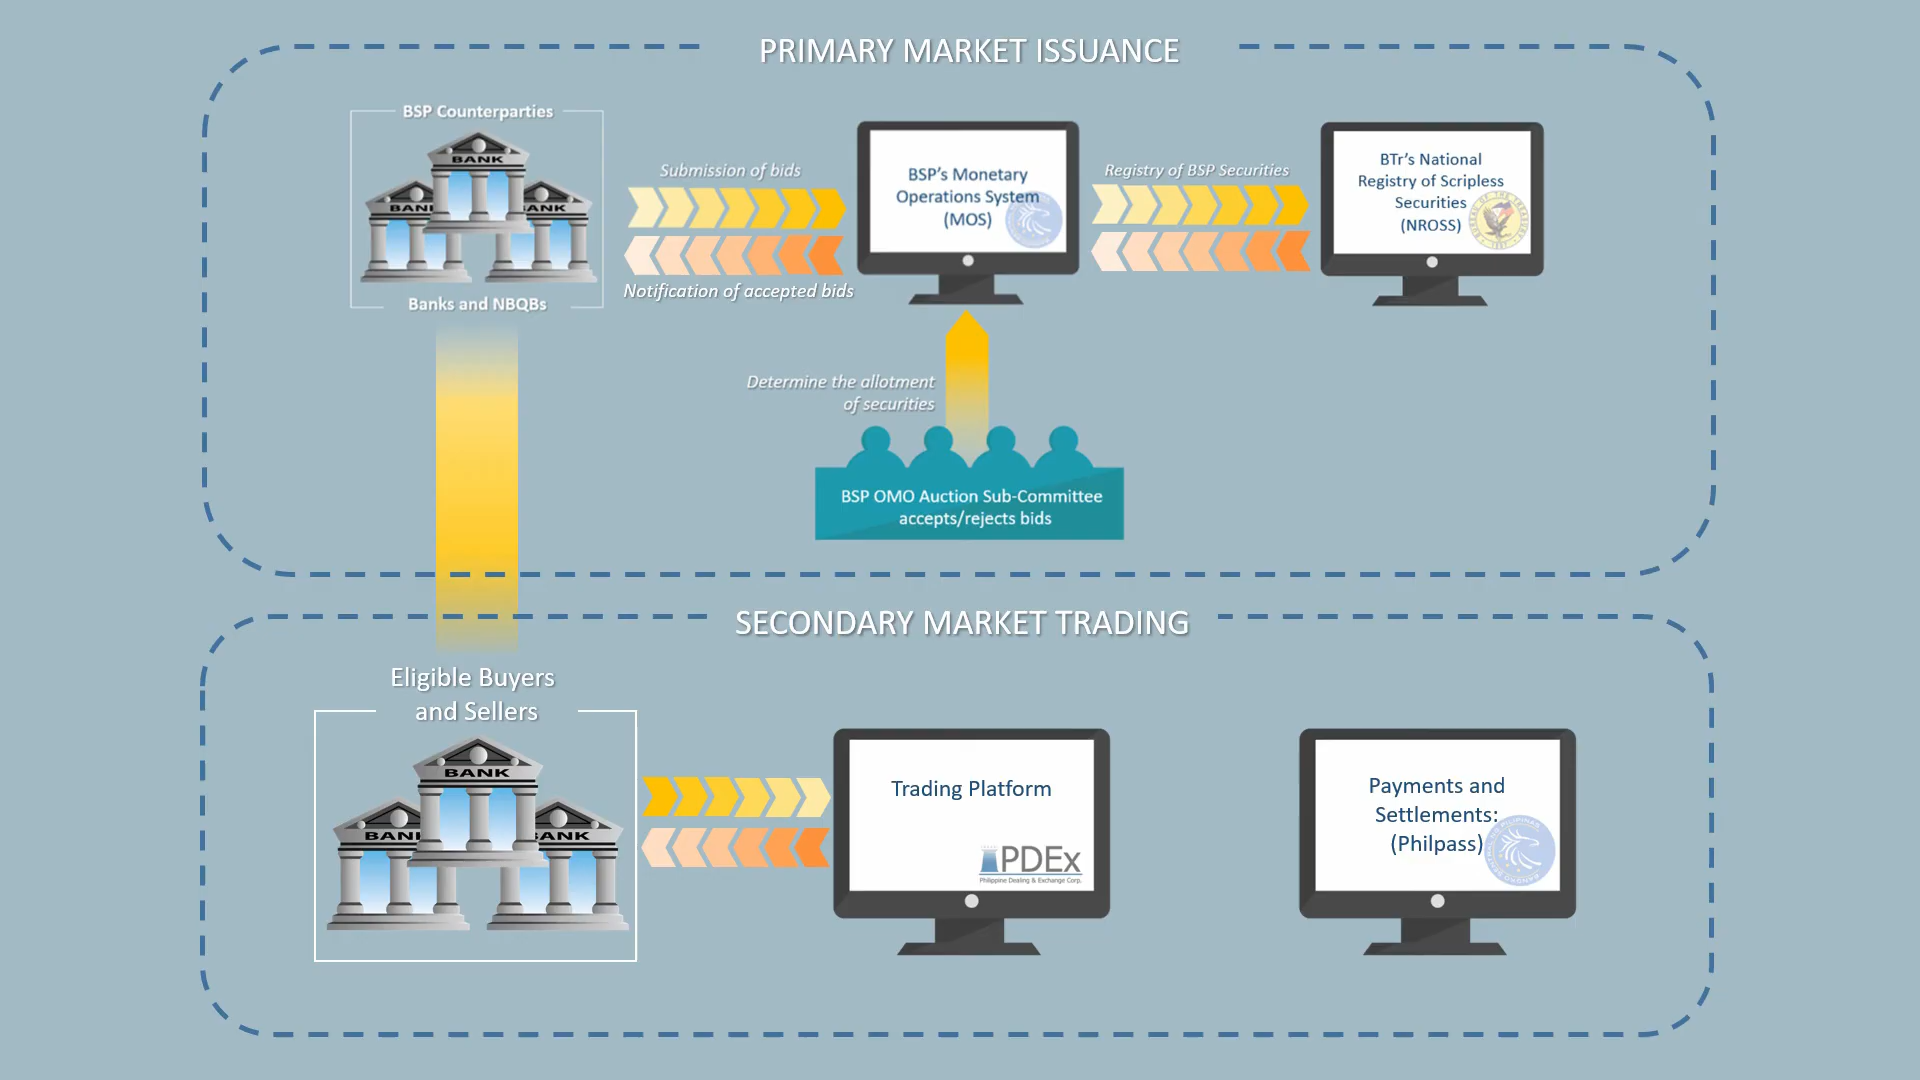 PRIMARY MARKET ISSUANCE
BSP Counterparties
BANK
BANK
BANK
Banks and NBQBs
Submission of bids
Notification of accepted bids
BSP's Monetary
Operations System
(MOS)
Registry of BSP Securities
BTr's National
Registry of Scripless
Securities
(NROSS)
Determine the allotment
of securities
BSP OMO Auction Sub-Committee
accepts/rejects bids
SECONDARY MARKET TRADING
Eligible Buyers
and Sellers
BANK
BANK
BANK
Trading Platform
PDEx
Philippine Dealing & Exchange Corp.
Payments and
Settlements:
(Philpass)